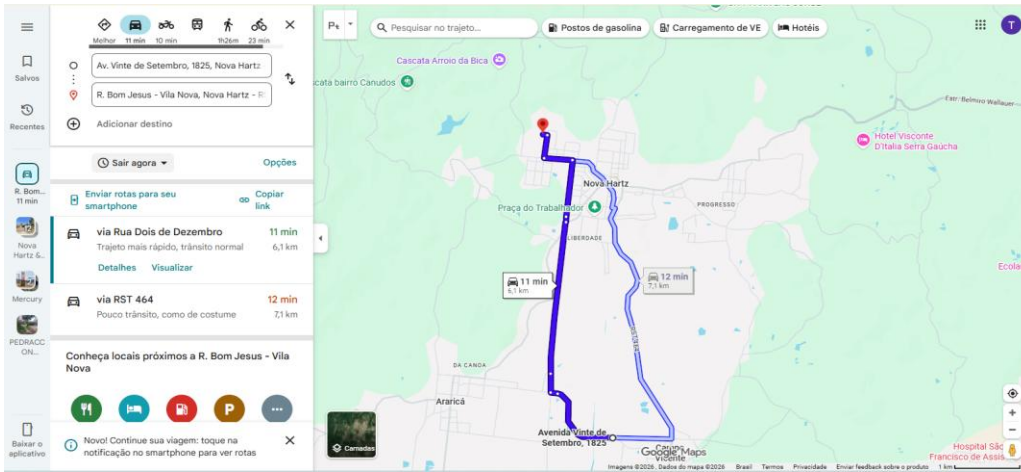 Melhor
11 min
10 min
1h26m
23 min
Av. Vinte de Setembro, 1825, Nova Hartz
R. Bom Jesus - Vila Nova, Nova Hartz - R
Adicionar destino
Sair agora
Opções
Enviar rotas para seu
smartphone
Copiar
link
via Rua Dois de Dezembro
11 min
Trajeto mais rápido, trânsito normal
6,1 km
Detalhes
Visualizar
via RST 464
12 min
Pouco trânsito, como de costume
7,1 km
Conheça locais próximos a R. Bom Jesus - Vila
Nova
Novo! Continue sua viagem: toque na
notificação no smartphone para ver rotas
Salvos
Recentes
R. Bom...
11 min
Nova
Hartz &..
Mercury
PEDRACC
ON...
Baixar o
aplicativo
Pt
Pesquisar no trajeto...
Postos de gasolina
Carregamento de VE
Hotéis
T
Cascata Arroio da Bica
cata bairro Canudos
Estr. Belmiro Wallauer
Hotel Visconte
D'Italia Serra Gaúcha
Nova Hartz
Praça do Trabalhador
PROGRESSO
LIBERDADE
Ecola
11 min
6,1 km
12 min
7,1 km
DA CANDA
Araricá
Avenida Vinte de
Setembro, 1825
Vicente
Google Maps
Camadas
Hospital São
Francisco de Assis
Imagens ©2026 , Dados do mapa ©2026
Brasil
Termos
Privacidade
Enviar feedback sobre o produto
1 km